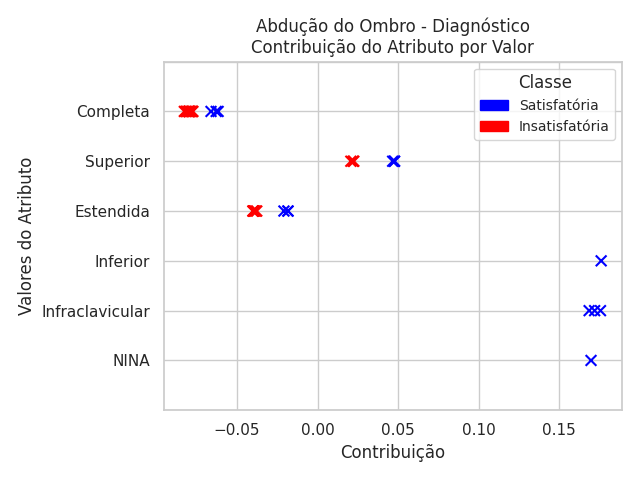 Abdução do Ombro - Diagnóstico
Contribuição do Atributo por Valor
Classe
Satisfatória
Insatisfatória
Valores do Atributo
Completa
Superior
Estendida
Inferior
Infraclavicular
NINA
−0.05 0.00 0.05 0.10 0.15
Contribuição